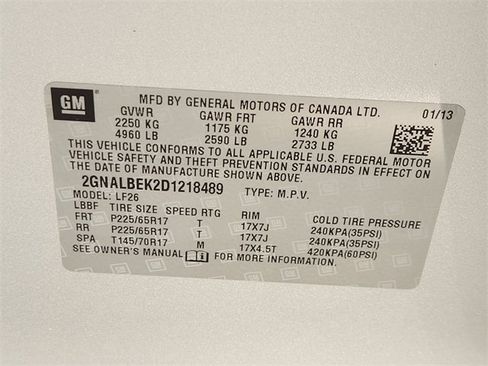 GM
MFD BY GENERAL MOTORS OF CANADA LTD. 01/13
GVWR GAWR FRT GAWR RR
2250 KG 1175 KG 1240 KG
4960 LB 2590 LB 2733 LB
THIS VEHICLE CONFORMS TO ALL APPLICABLE U.S. FEDERAL MOTOR
VEHICLE SAFETY AND THEFT PREVENTION STANDARDS IN EFFECT ON
THE DATE OF MANUFACTURE SHOWN ABOVE.
2GNALBEK2D1218489 TYPE: M.P.V.
MODEL: LF26
LBBF TIRE SIZE SPEED RTG RIM COLD TIRE PRESSURE
FRT P225/65R17 T 17X7J 240KPA(35PSI)
RR P225/65R17 T 17X7J 240KPA(35PSI)
SPA T145/70R17 M 17X4.5T 420KPA(60PSI)
SEE OWNER'S MANUAL FOR MORE INFORMATION.